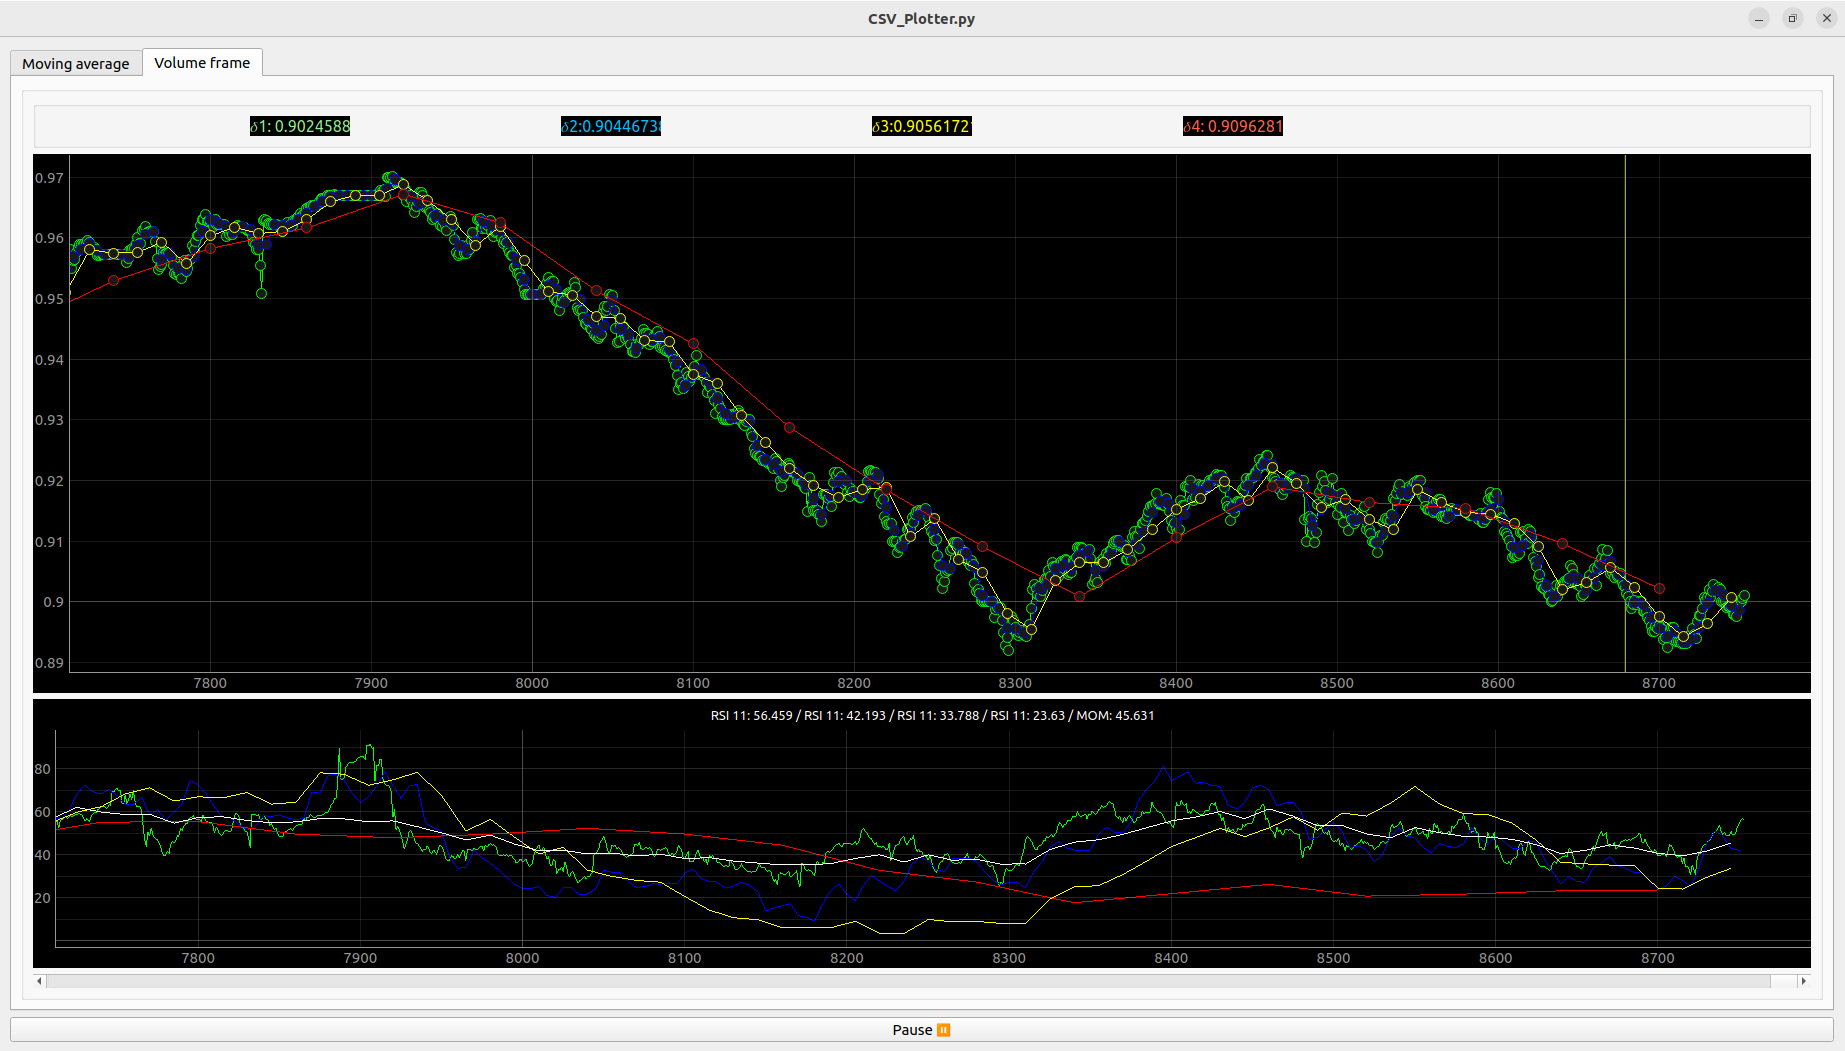 CSV_Plotter.py
Moving average
Volume frame
δ1: 0.9024588
δ2:0.9044673
δ3:0.9056172
δ4: 0.9096281
0.97
0.96
0.95
0.94
0.93
0.92
0.91
0.9
0.89
7800 7900 8000 8100 8200 8300 8400 8500 8600 8700
RSI 11: 56.459 / RSI 11: 42.193 / RSI 11: 33.788 / RSI 11: 23.63 / MOM: 45.631
80
60
40
20
7800 7900 8000 8100 8200 8300 8400 8500 8600 8700
Pause